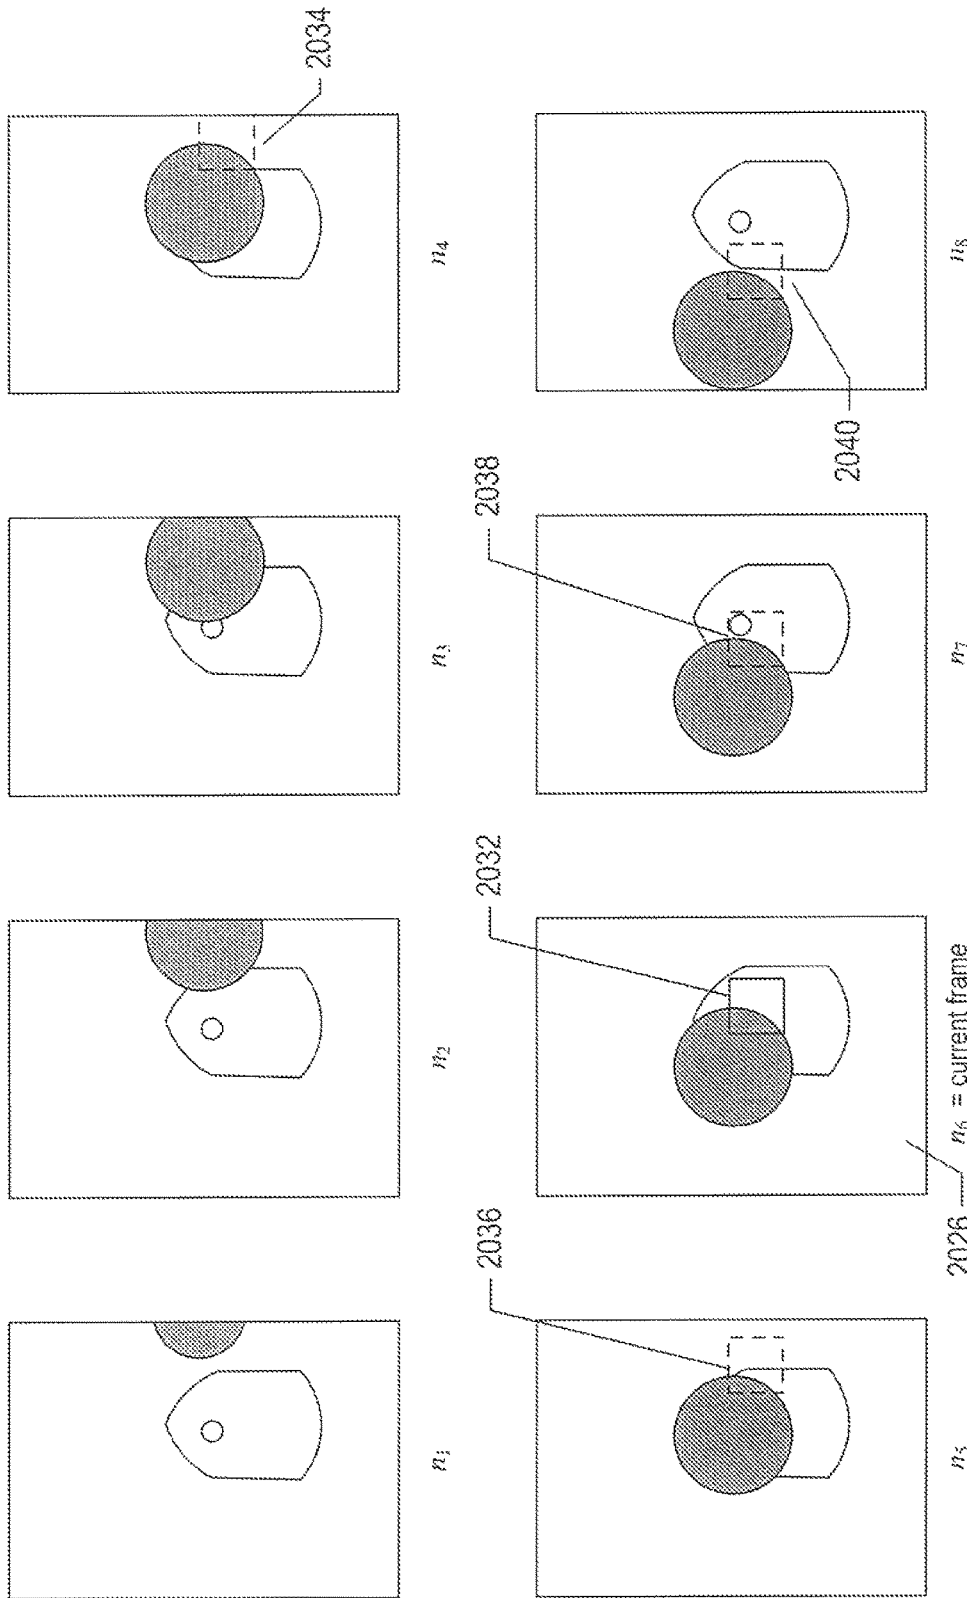 n₁
n₂
n₃
n₄
2034
n₅
2036
n₆ = current frame
2026
2032
n₇
2038
n₈
2040